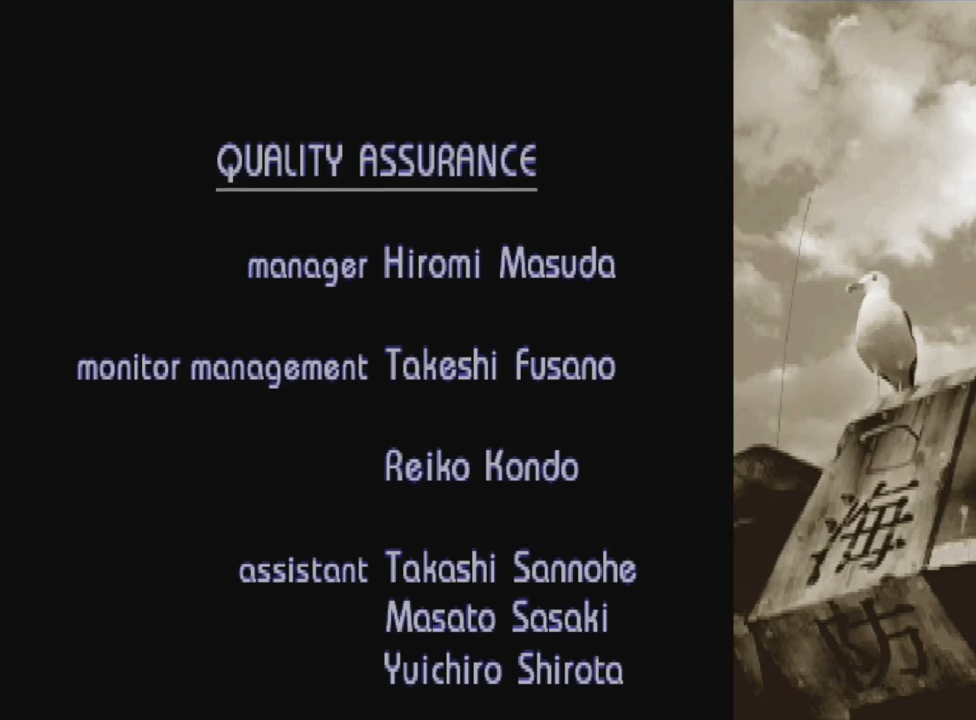 QUALITY ASSURANCE
manager Hiromi Masuda
monitor management Takeshi Fusano
Reiko Kondo
assistant Takashi Sannohe
Masato Sasaki
Yuichiro Shirota
海
防